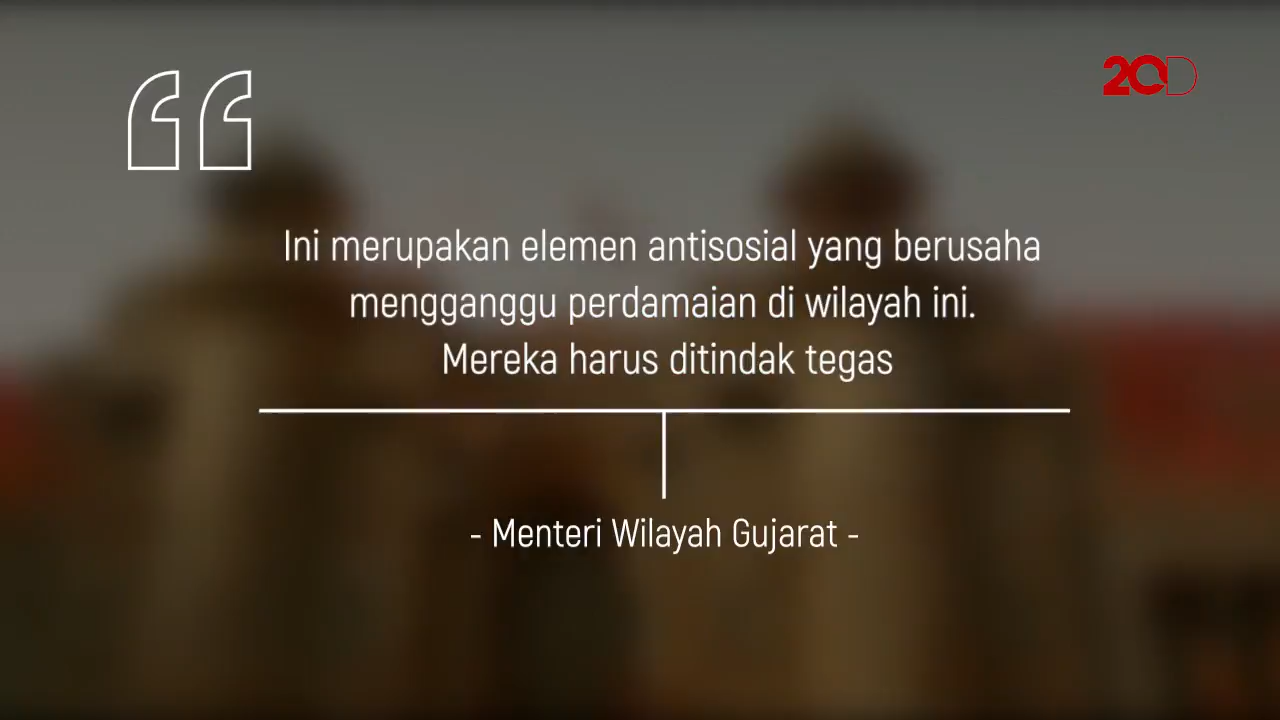 20D
Ini merupakan elemen antisosial yang berusaha
mengganggu perdamaian di wilayah ini.
Mereka harus ditindak tegas
- Menteri Wilayah Gujarat -